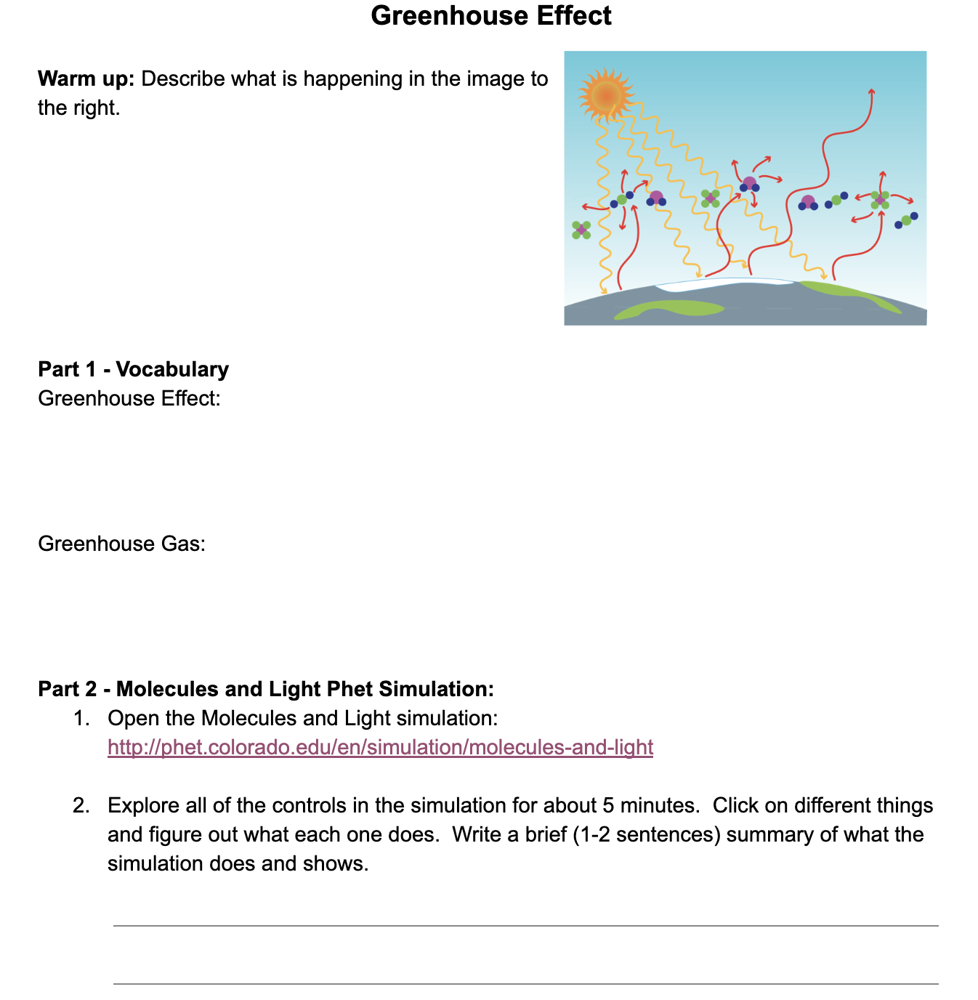 Greenhouse Effect
Warm up: Describe what is happening in the image to
the right.
Part 1 - Vocabulary
Greenhouse Effect:
Greenhouse Gas:
Part 2 - Molecules and Light Phet Simulation:
1. Open the Molecules and Light simulation:
http://phet.colorado.edu/en/simulation/molecules-and-light
2. Explore all of the controls in the simulation for about 5 minutes.  Click on different things
and figure out what each one does.  Write a brief (1-2 sentences) summary of what the
simulation does and shows.